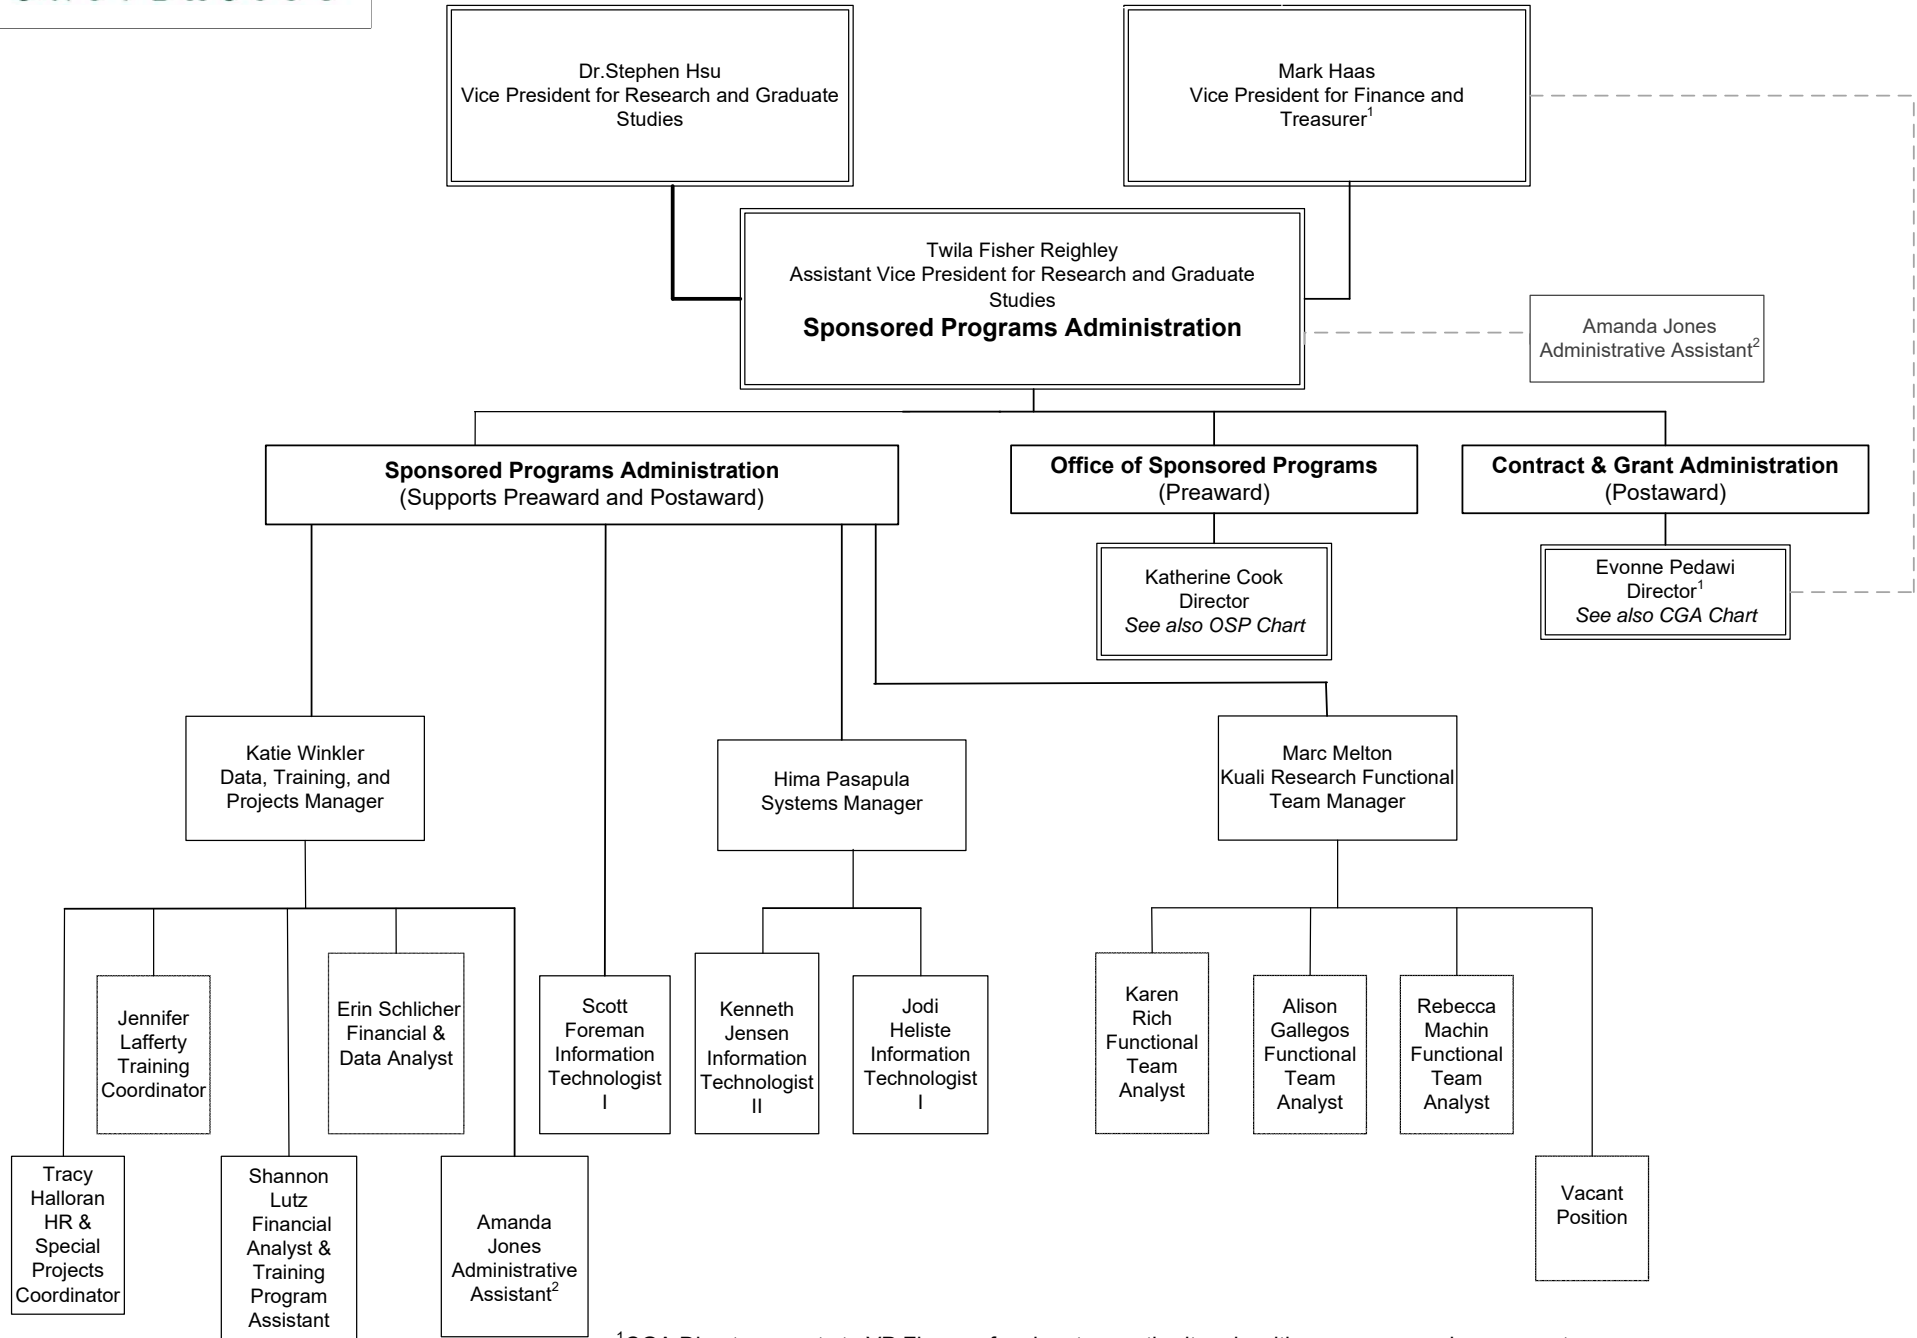 Dr.Stephen Hsu
Vice President for Research and Graduate
Studies
Mark Haas
Vice President for Finance and
Treasurer1
Twila Fisher Reighley
Assistant Vice President for Research and Graduate
Studies
Sponsored Programs Administration
Amanda Jones
Administrative Assistant2
Sponsored Programs Administration
(Supports Preaward and Postaward)
Office of Sponsored Programs
(Preaward)
Contract & Grant Administration
(Postaward)
Katherine Cook
Director
See also OSP Chart
Evonne Pedawi
Director1
See also CGA Chart
Katie Winkler
Data, Training, and
Projects Manager
Hima Pasapula
Systems Manager
Marc Melton
Kuali Research Functional
Team Manager
Jennifer
Lafferty
Training
Coordinator
Erin Schlicher
Financial &
Data Analyst
Scott
Foreman
Information
Technologist
I
Kenneth
Jensen
Information
Technologist
II
Jodi
Heliste
Information
Technologist
I
Karen
Rich
Functional
Team
Analyst
Alison
Gallegos
Functional
Team
Analyst
Rebecca
Machin
Functional
Team
Analyst
Tracy
Halloran
HR &
Special
Projects
Coordinator
Shannon
Lutz
Financial
Analyst &
Training
Program
Assistant
Amanda
Jones
Administrative
Assistant2
Vacant
Position